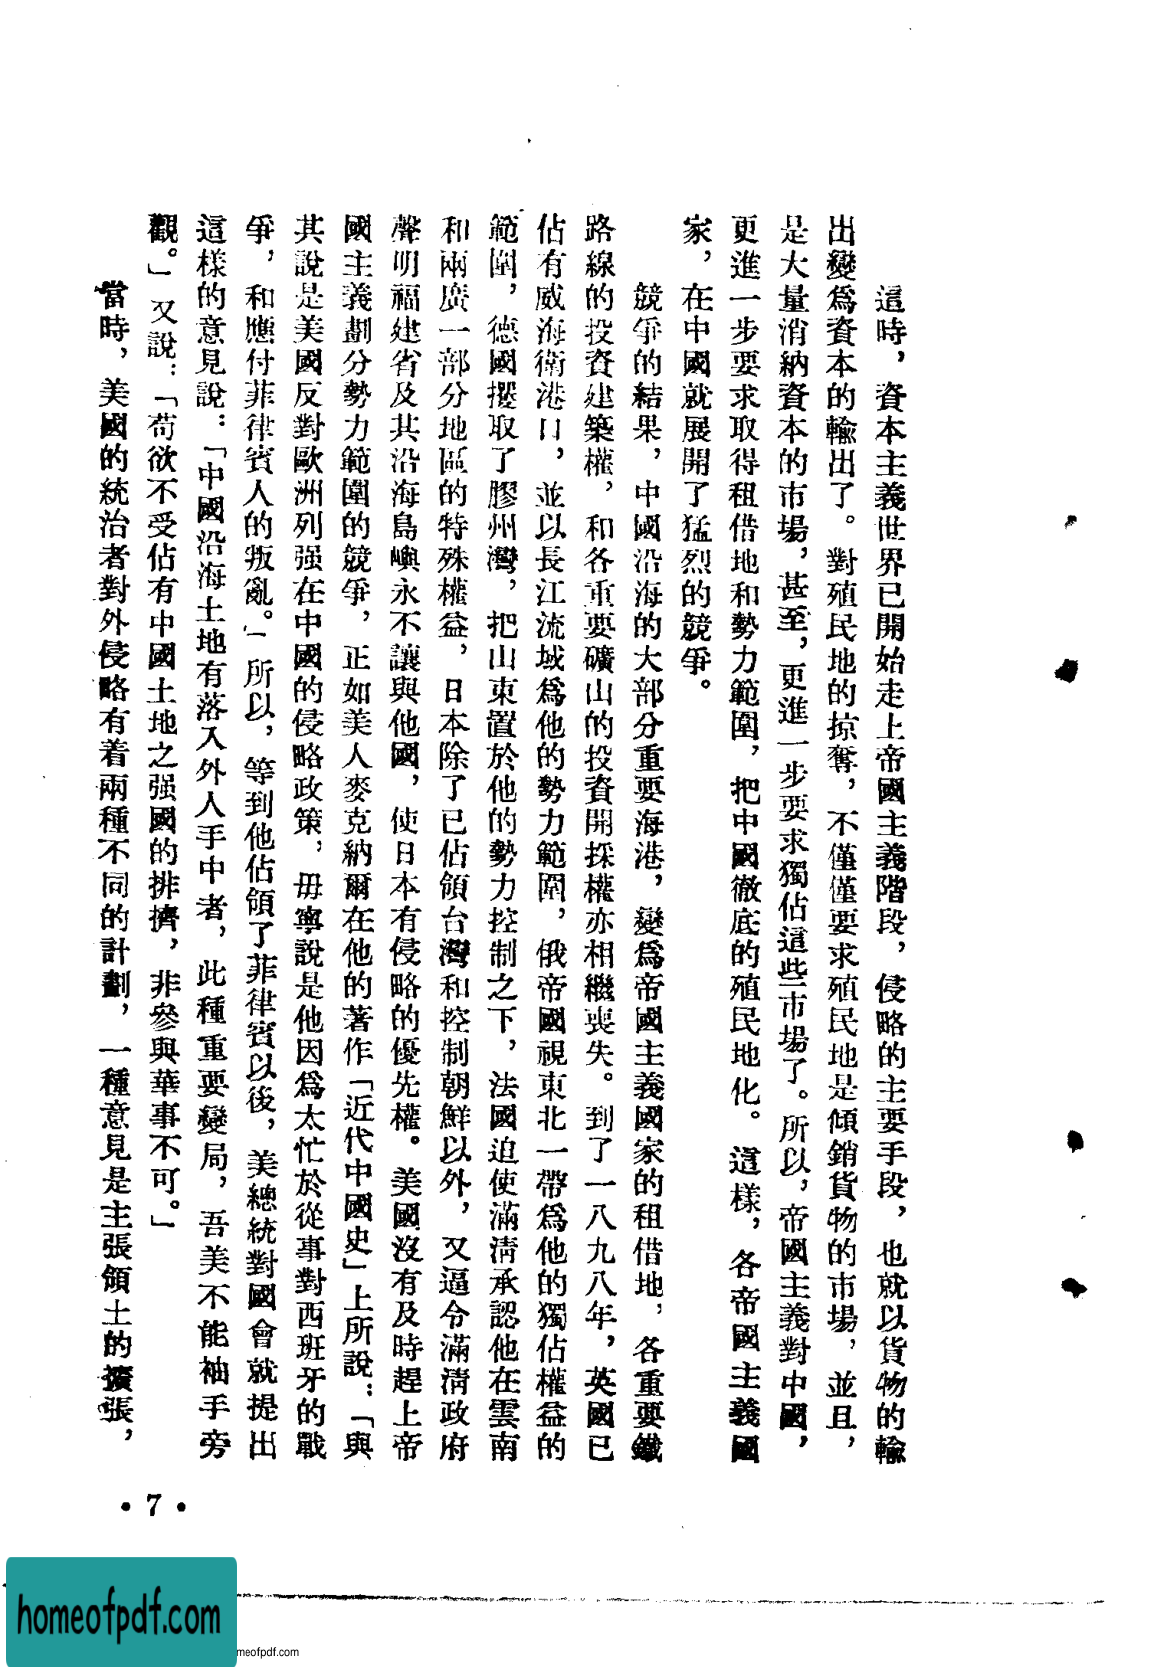 這時，資本主義世界已開始走上帝國主義階段，侵略的主要手段，也就以貨物的輸
出變爲資本的輸出了。對殖民地的掠奪，不僅僅要求殖民地是傾銷貨物的市場，並且，
是大量消納資本的市場，甚至，更進一步要求獨佔這些市場了。所以，帝國主義對中國，
更進一步要求取得租借地和勢力範圍，把中國徹底的殖民地化。這樣，各帝國主義國
家，在中國就展開了猛烈的競爭。
競爭的結果，中國沿海的大部分重要海港，變爲帝國主義國家的租借地，各重要鐵
路線的投資建築權，和各重要礦山的投資開採權亦相繼喪失。到了一八九八年，英國已
佔有威海衛港口，並以長江流域爲他的勢力範圍，俄帝國視東北一帶爲他的獨佔權益的
範圍，德國攫取了膠州灣，把山東置於他的勢力控制之下，法國迫使滿淸承認他在雲南
和兩廣一部分地區的特殊權益，日本除了已佔領台灣和控制朝鮮以外，又逼令滿淸政府
聲明福建省及其沿海島嶼永不讓與他國，使日本有侵略的優先權。美國沒有及時趕上帝
國主義劃分勢力範圍的競爭，正如美人麥克納爾在他的著作「近代中國史」上所說：「與
其說是美國反對歐洲列强在中國的侵略政策，毋寧說是他因爲太忙於從事對西班牙的戰
爭，和應付菲律賓人的叛亂。」所以，等到他佔領了菲律賓以後，美總統對國會就提出
這樣的意見說：「中國沿海土地有落入外人手中者，此種重要變局，吾美不能袖手旁
觀。」又說：「苟欲不受佔有中國土地之强國的排擠，非參與華事不可。」
當時，美國的統治者對外侵略有着兩種不同的計劃，一種意見是主張領土的擴張，
• 7 •
homeofpdf.com
meofpdf.com